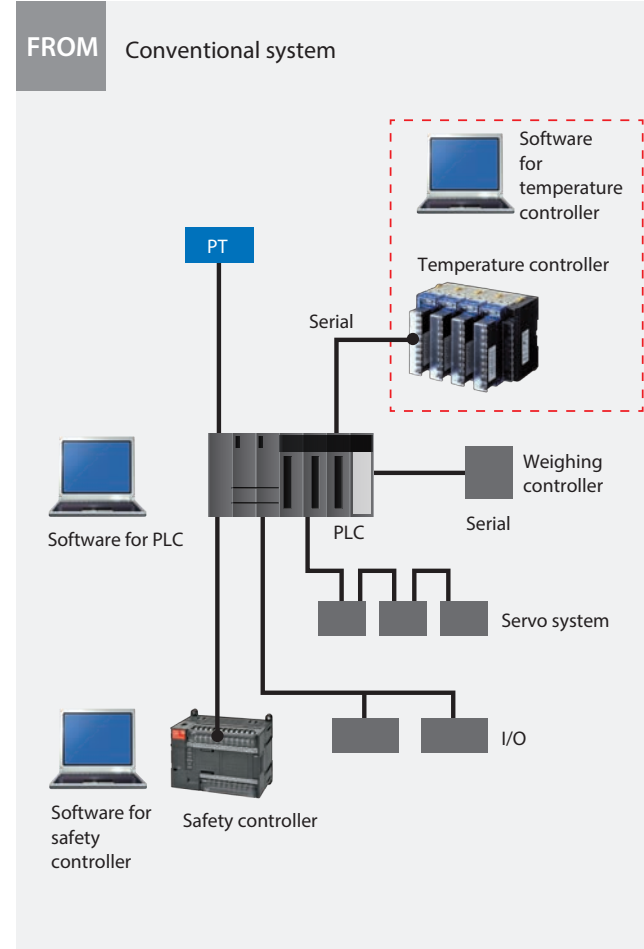 FROM
Conventional system
Software
for
temperature
controller
PT
Temperature controller
Serial
Weighing
controller
Software for PLC
PLC
Serial
Servo system
I/O
Software for
safety
controller
Safety controller